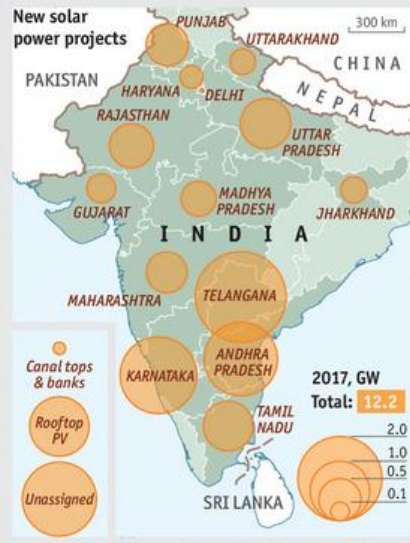 New solar
power projects
PUNJAB
300 km
UTTARAKHAND
CHINA
PAKISTAN
HARYANA
DELHI
NEPAL
RAJASTHAN
UTTAR
PRADESH
GUJARAT
MADHYA
PRADESH
JHARKHAND
INDIA
MAHARASHTRA
TELANGANA
KARNATAKA
ANDHRA
PRADESH
TAMIL
NADU
SRI LANKA
Canal tops
& banks
Rooftop
PV
Unassigned
2017, GW
Total: 12.2
2.0
1.0
0.5
0.1